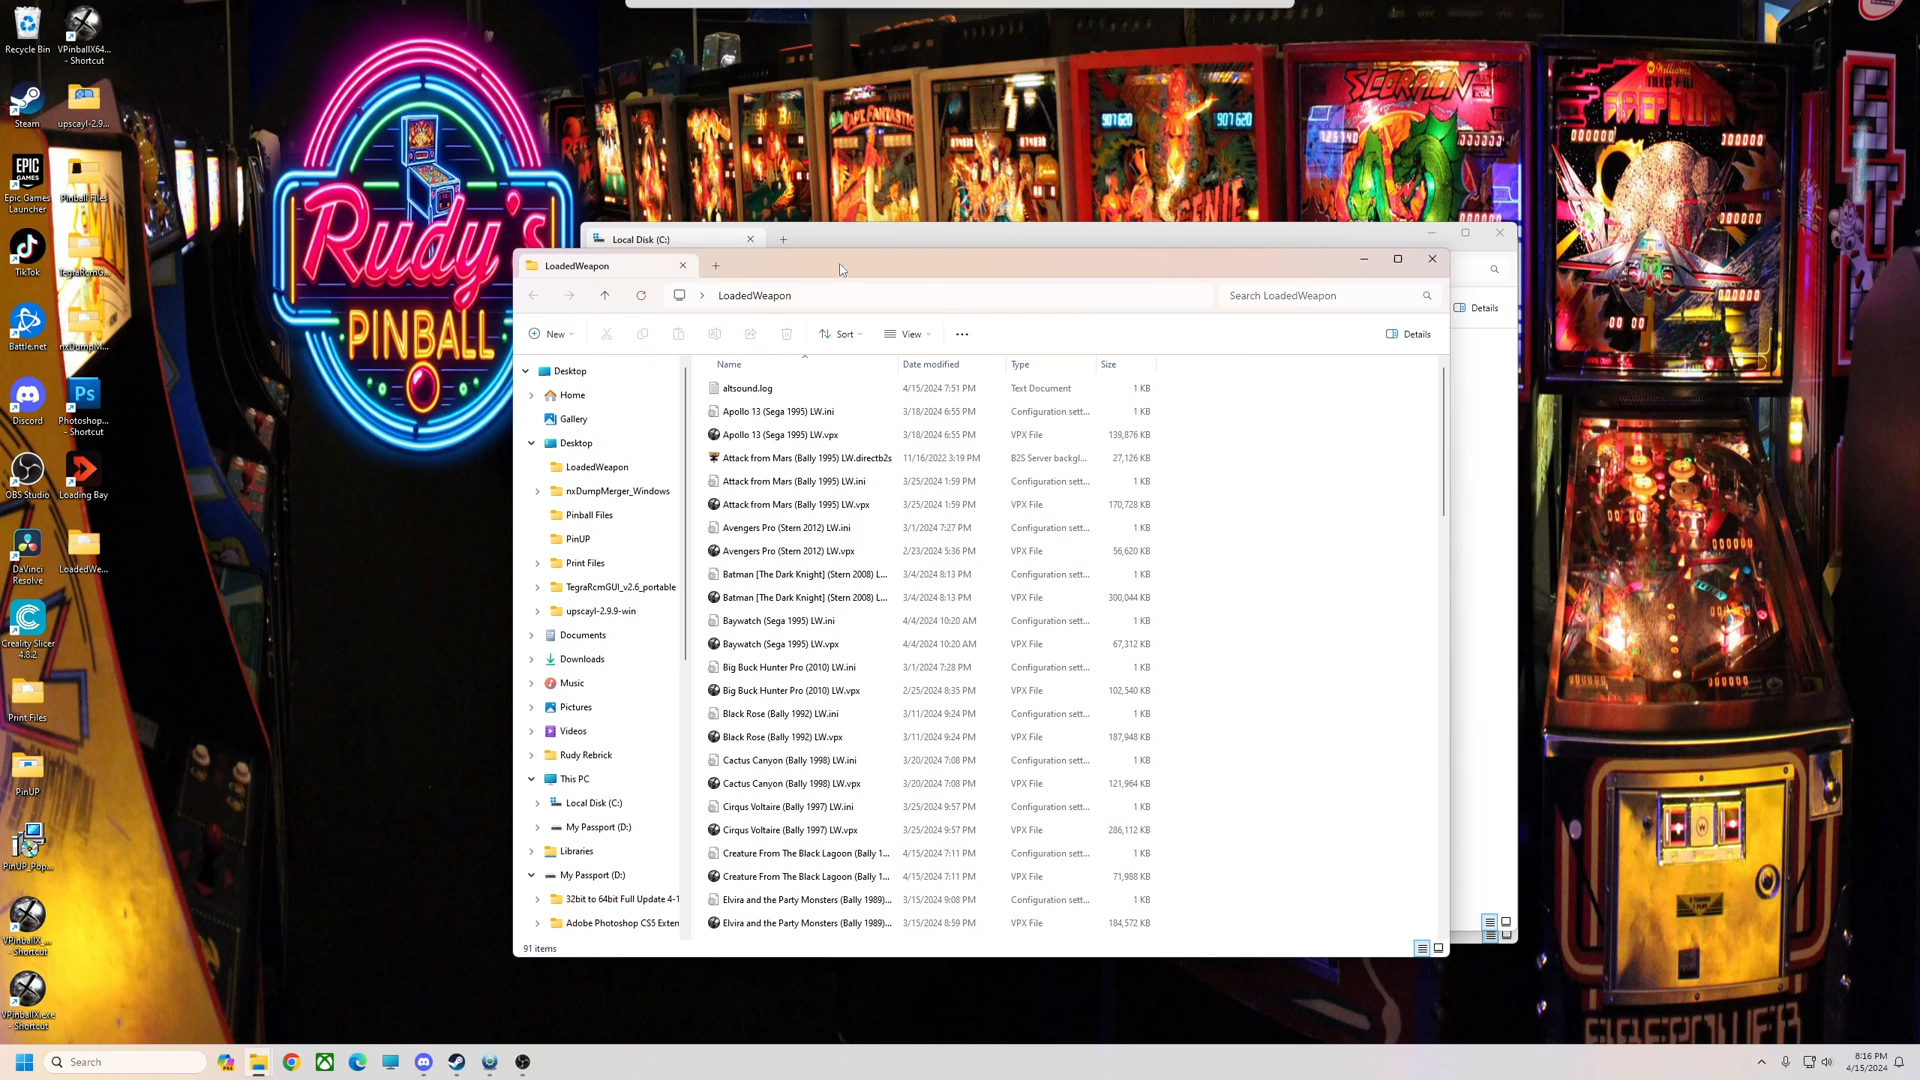 Recycle Bin
VPinballX64...
- Shortcut
Steam
upscayl-2.9...
EPIC
GAMES
Epic Games
Launcher
Pinball Files
TikTok
TegraRcmG...
Battle.net
nxDumpM...
Discord
Ps
Photoshop...
- Shortcut
OBS Studio
Loading Bay
DaVinci
Resolve
LoadedWe...
Creality Slicer
4.8.2
Print Files
PinUP
PinUP_Pop...
VPinballX_...
- Shortcut
VPinballX.exe
- Shortcut
Rudy's
PINBALL
CAPT. FANTASTIC
907620
907620
GENIE
SCORPION
Williams
FIREPOWER
Local Disk (C:)
Details
LoadedWeapon
LoadedWeapon
Search LoadedWeapon
New
Sort
View
Details
Desktop
Home
Gallery
Desktop
LoadedWeapon
nxDumpMerger_Windows
Pinball Files
PinUP
Print Files
TegraRcmGUI_v2.6_portable
upscayl-2.9.9-win
Documents
Downloads
Music
Pictures
Videos
Rudy Rebrick
This PC
Local Disk (C:)
My Passport (D:)
Libraries
My Passport (D:)
32bit to 64bit Full Update 4-1
Adobe Photoshop CS5 Exten
Name Date modified Type Size
altsound.log 4/15/2024 7:51 PM Text Document 1 KB
Apollo 13 (Sega 1995) LW.ini 3/18/2024 6:55 PM Configuration sett... 1 KB
Apollo 13 (Sega 1995) LW.vpx 3/18/2024 6:55 PM VPX File 139,876 KB
Attack from Mars (Bally 1995) LW.directb2s 11/16/2022 3:19 PM B2S Server backgl... 27,126 KB
Attack from Mars (Bally 1995) LW.ini 3/25/2024 1:59 PM Configuration sett... 1 KB
Attack from Mars (Bally 1995) LW.vpx 3/25/2024 1:59 PM VPX File 170,728 KB
Avengers Pro (Stern 2012) LW.ini 3/1/2024 7:27 PM Configuration sett... 1 KB
Avengers Pro (Stern 2012) LW.vpx 2/23/2024 5:36 PM VPX File 56,620 KB
Batman [The Dark Knight] (Stern 2008) L... 3/4/2024 8:13 PM Configuration sett... 1 KB
Batman [The Dark Knight] (Stern 2008) L... 3/4/2024 8:13 PM VPX File 300,044 KB
Baywatch (Sega 1995) LW.ini 4/4/2024 10:20 AM Configuration sett... 1 KB
Baywatch (Sega 1995) LW.vpx 4/4/2024 10:20 AM VPX File 67,312 KB
Big Buck Hunter Pro (2010) LW.ini 3/1/2024 7:28 PM Configuration sett... 1 KB
Big Buck Hunter Pro (2010) LW.vpx 2/25/2024 8:35 PM VPX File 102,540 KB
Black Rose (Bally 1992) LW.ini 3/11/2024 9:24 PM Configuration sett... 1 KB
Black Rose (Bally 1992) LW.vpx 3/11/2024 9:24 PM VPX File 187,948 KB
Cactus Canyon (Bally 1998) LW.ini 3/20/2024 7:08 PM Configuration sett... 1 KB
Cactus Canyon (Bally 1998) LW.vpx 3/20/2024 7:08 PM VPX File 121,964 KB
Cirqus Voltaire (Bally 1997) LW.ini 3/25/2024 9:57 PM Configuration sett... 1 KB
Cirqus Voltaire (Bally 1997) LW.vpx 3/25/2024 9:57 PM VPX File 286,112 KB
Creature From The Black Lagoon (Bally 1... 4/15/2024 7:11 PM Configuration sett... 1 KB
Creature From The Black Lagoon (Bally 1... 4/15/2024 7:11 PM VPX File 71,988 KB
Elvira and the Party Monsters (Bally 1989)... 3/15/2024 9:08 PM Configuration sett... 1 KB
Elvira and the Party Monsters (Bally 1989)... 3/15/2024 8:59 PM VPX File 184,572 KB
91 items
Search
PRE
8:16 PM
4/15/2024